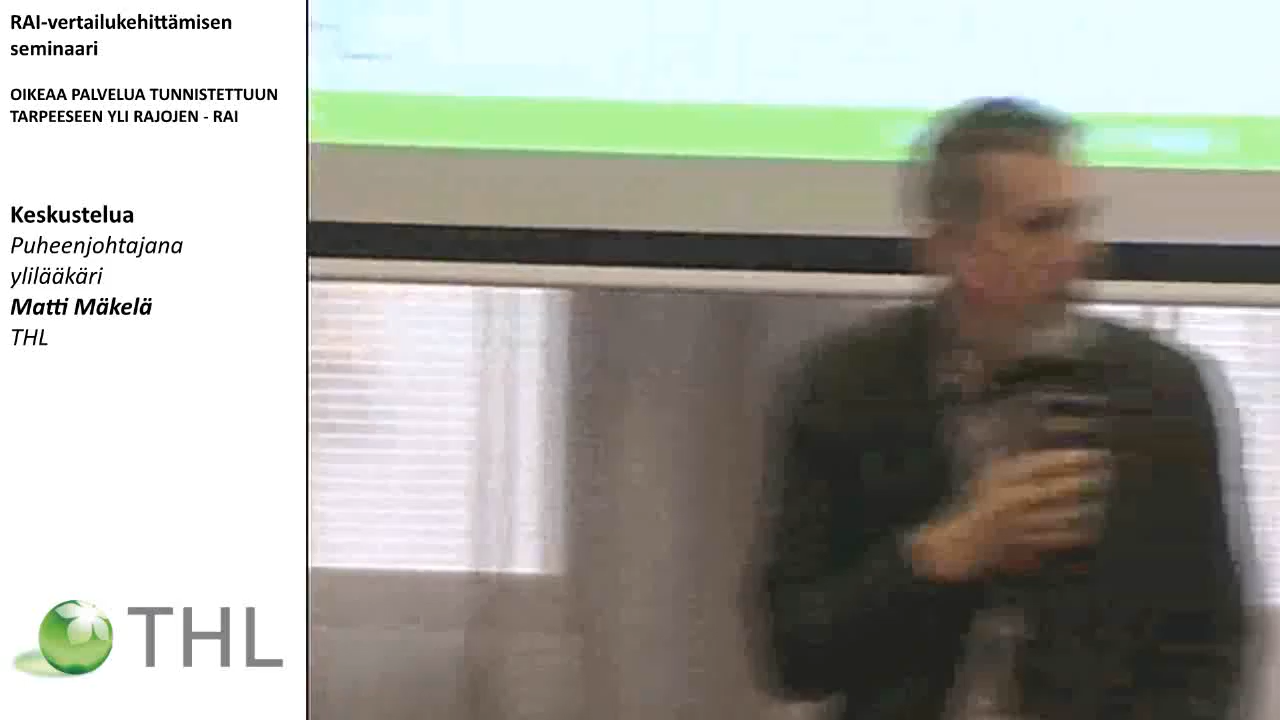 RAI-vertailukehittämisen
seminaari
OIKEAA PALVELUA TUNNISTETTUUN
TARPEESEEN YLI RAJOJEN - RAI
Keskustelua
Puheenjohtajana
ylilääkäri
Matti Mäkelä
THL
THL